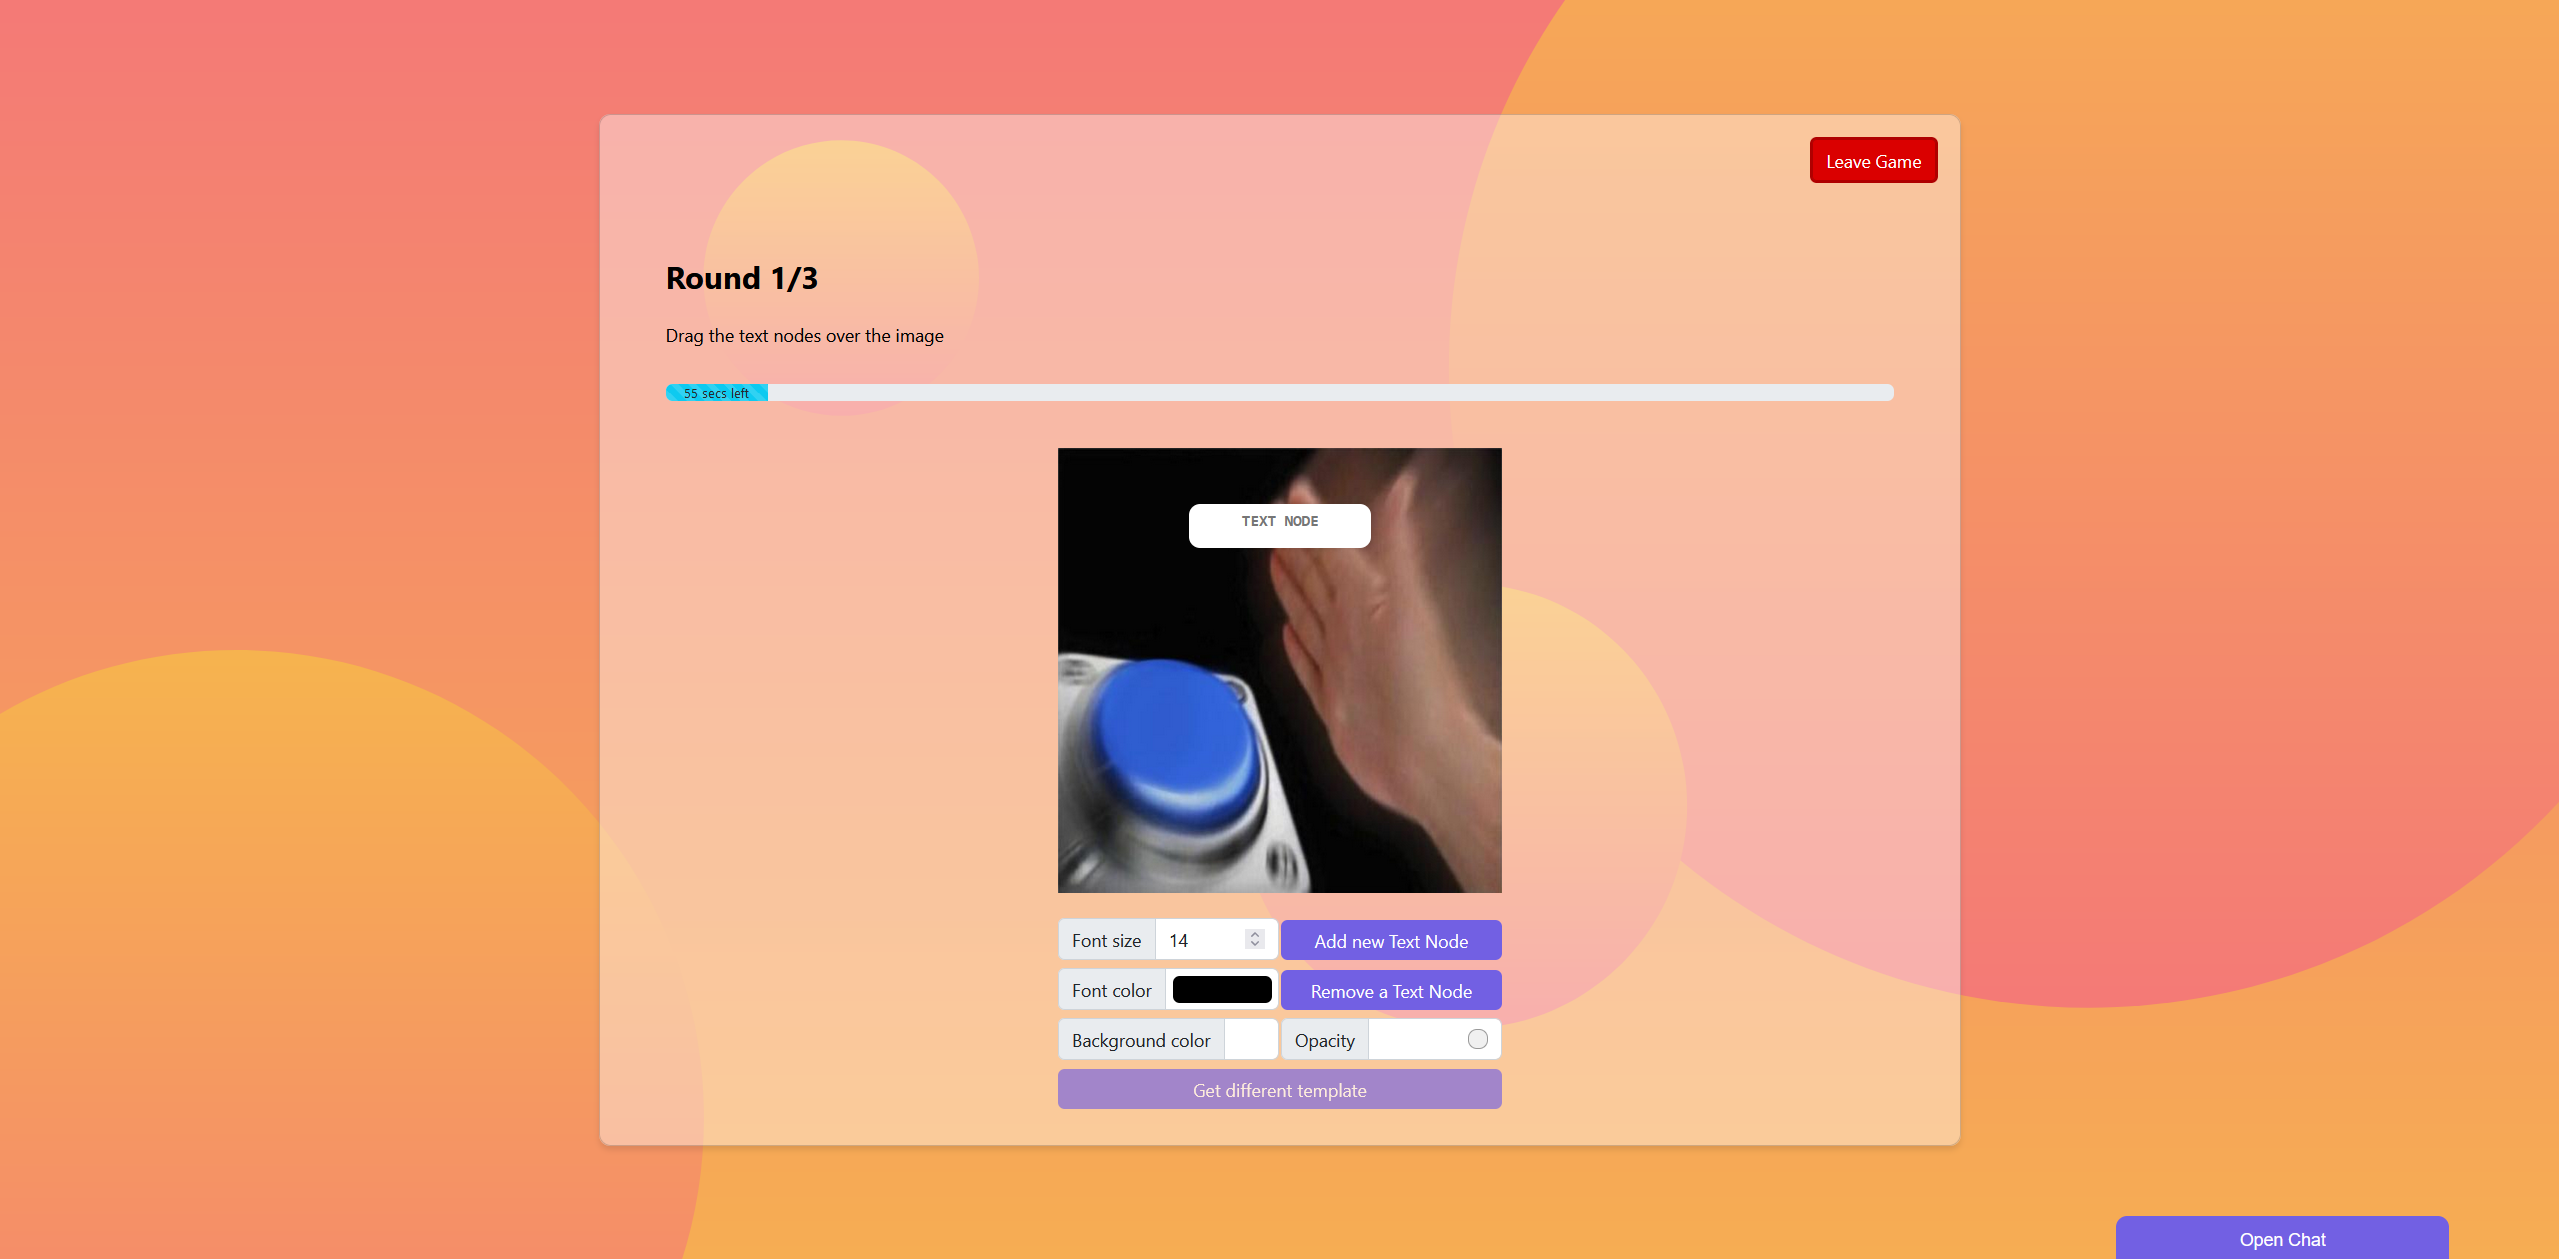 Leave Game
Round 1/3
Drag the text nodes over the image
55 secs left
TEXT NODE
Font size 14 Add new Text Node
Font color Remove a Text Node
Background color Opacity
Get different template
Open Chat